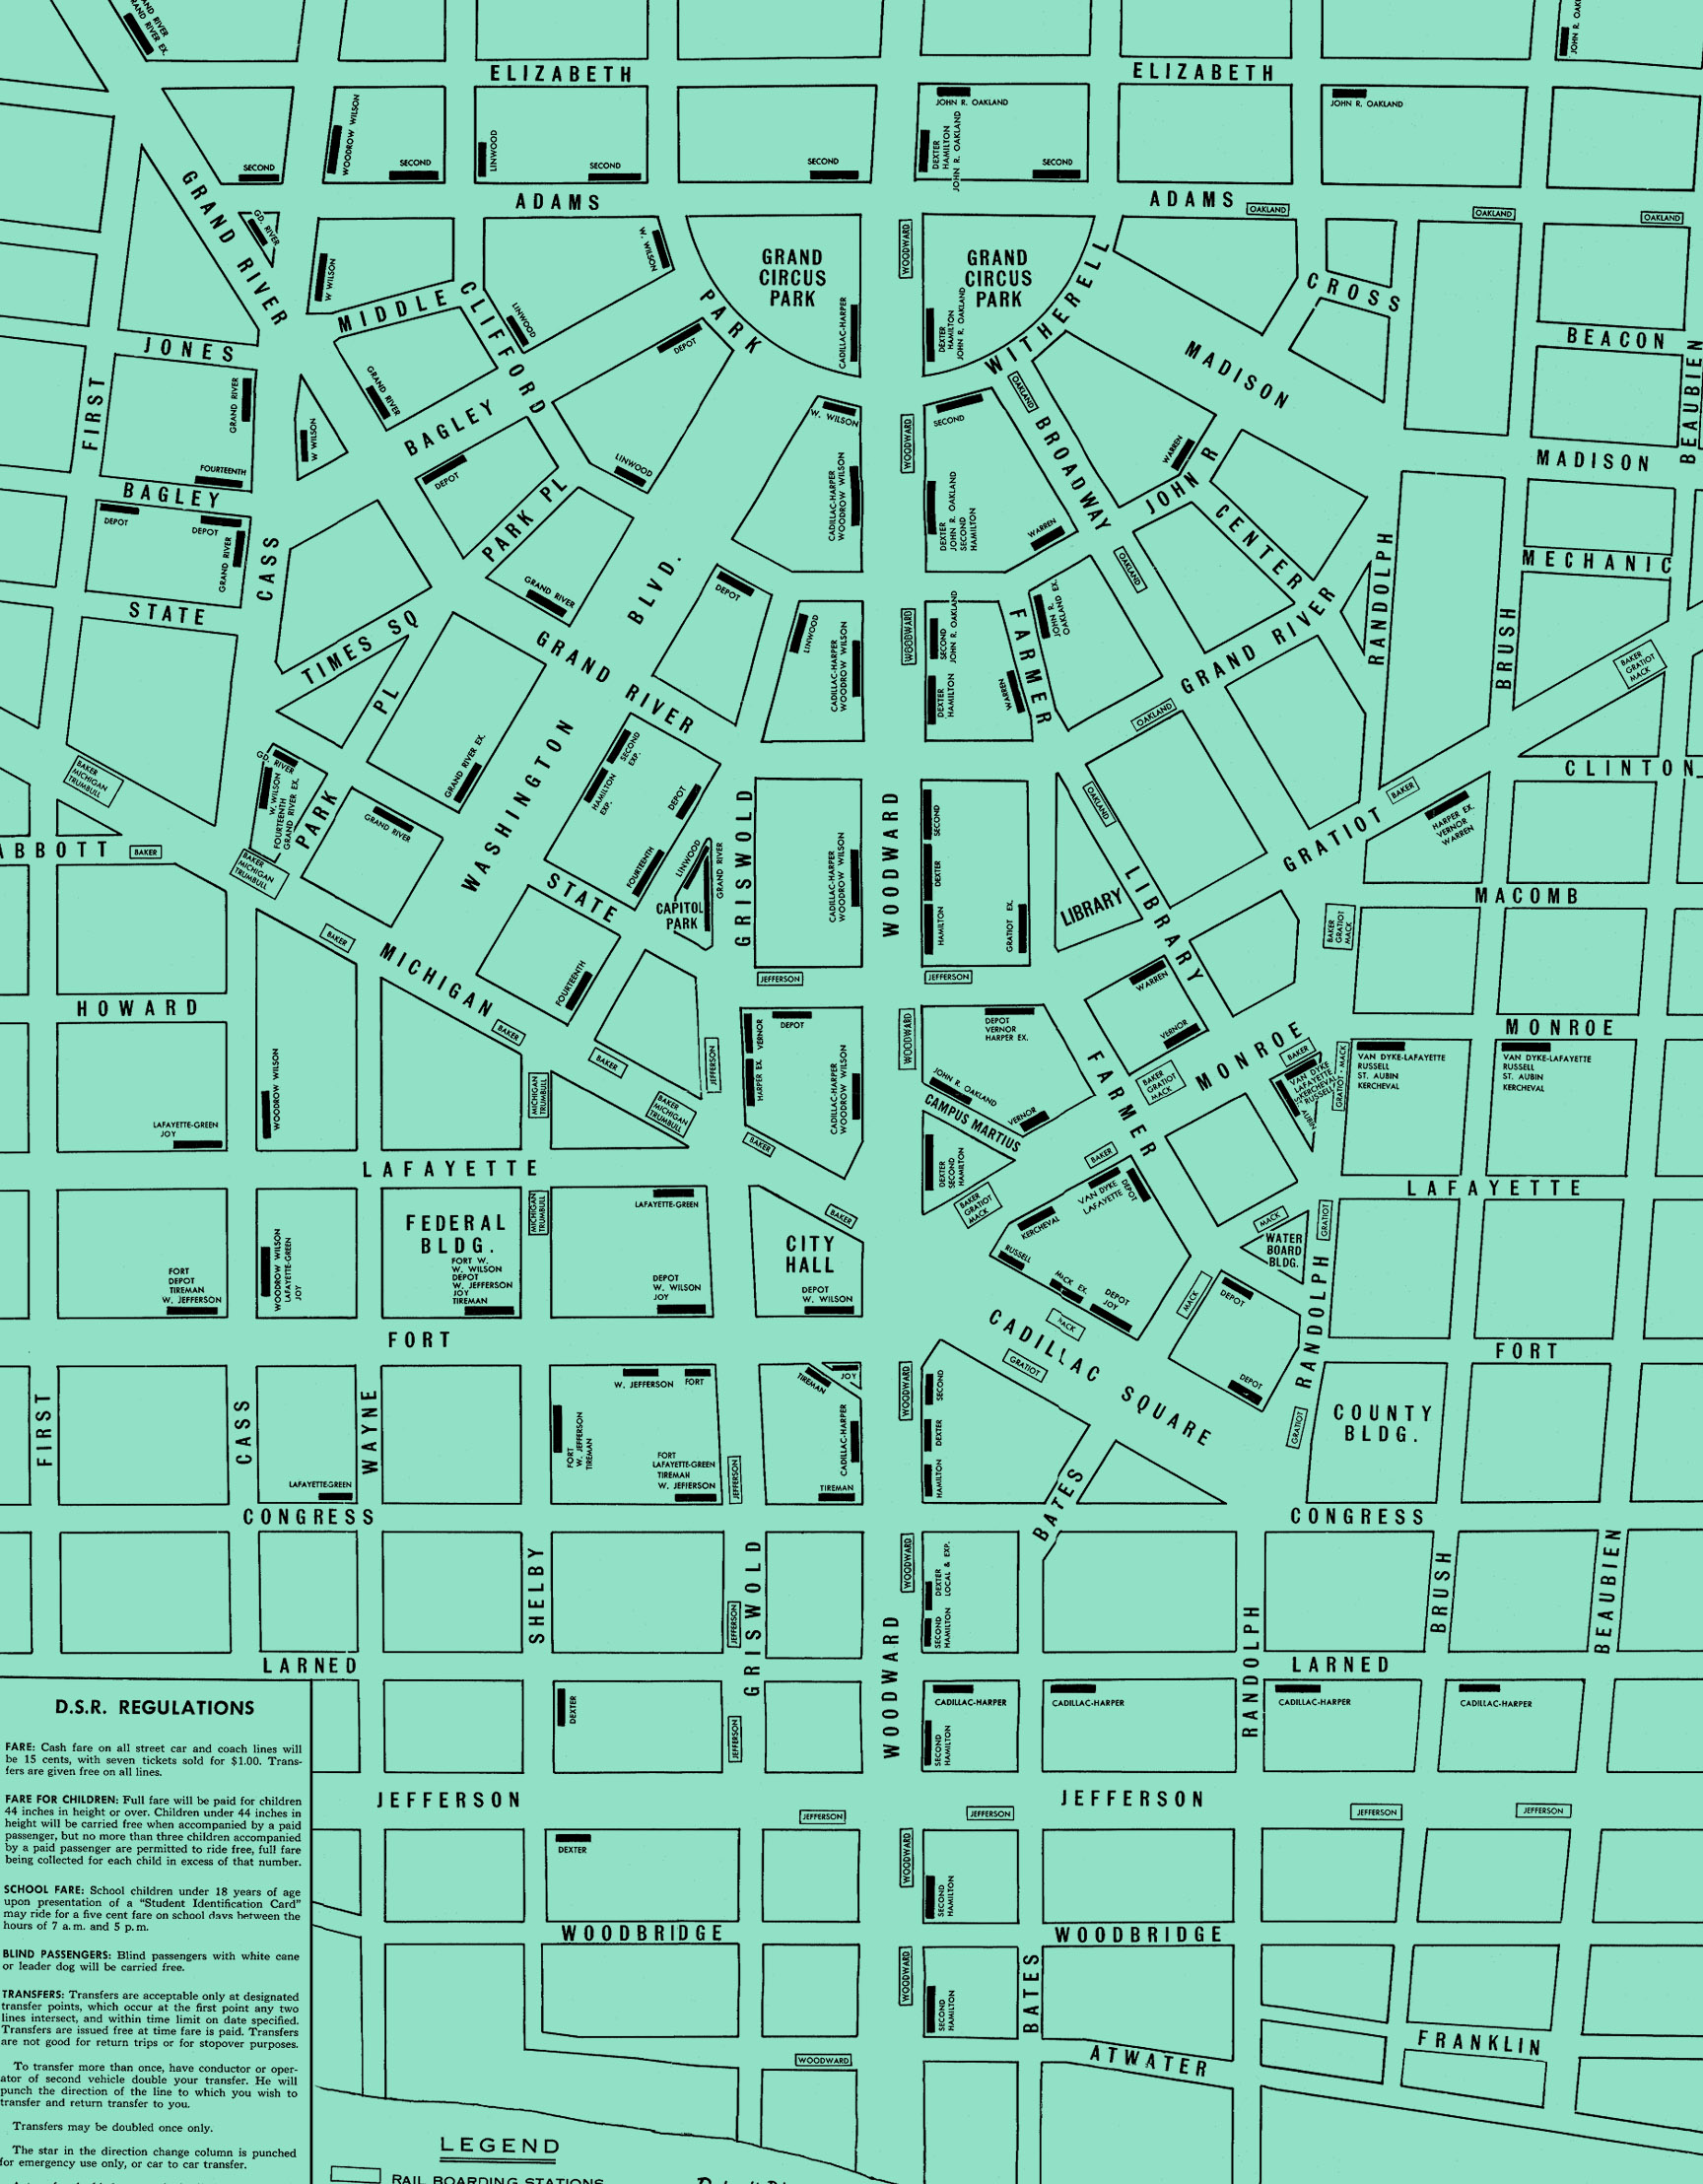 GRAND RIVER
GRAND RIVER EX.
JOHN R. OAK
ELIZABETH
ELIZABETH
WOODROW WILSON
SECOND
SECOND
LINWOOD
SECOND
SECOND
JOHN R. OAKLAND
DEXTER
HAMILTON
JOHN R. OAKLAND
SECOND
JOHN R. OAKLAND
ADAMS
ADAMS
OAKLAND
OAKLAND
OAKLAND
GRAND RIVER
GD. RIVER
W WILSON
W. WILSON
GRAND
CIRCUS
PARK
WOODWARD
GRAND
CIRCUS
PARK
WITHERELL
CROSS
MIDDLE
CLIFFORD
LINWOOD
PARK
CADILLAC-HARPER
DEXTER
HAMILTON
JOHN R. OAKLAND
JONES
DEPOT
MADISON
BEACON
BEAUBIEN
FIRST
GRAND RIVER
GRAND RIVER
W WILSON
BAGLEY
W. WILSON
SECOND
OAKLAND
BROADWAY
WARREN
JOHN R
MADISON
FOURTEENTH
BAGLEY
DEPOT
DEPOT
GRAND RIVER
DEPOT
LINWOOD
CADILLAC-HARPER
WOODROW WILSON
WOODWARD
DEXTER
JOHN R. OAKLAND
SECOND
HAMILTON
WARREN
CENTER
RANDOLPH
MECHANIC
STATE
CASS
PARK PL
GRAND RIVER
BLVD.
DEPOT
OAKLAND
JOHN R.
OAKLAND EX.
TIMES SQ
PL
GRAND RIVER
LINWOOD
CADILLAC-HARPER
WOODROW WILSON
WOODWARD
SECOND
JOHN R. OAKLAND
DEXTER
HAMILTON
WARREN
FARMER
GRAND RIVER
BRUSH
BAKER
GRATIOT
MACK
OAKLAND
BAKER
MICHIGAN
TRUMBULL
GD. RIVER
W. WILSON
FOURTEENTH
GRAND RIVER EX.
PARK
GRAND RIVER EX.
GRAND RIVER
WASHINGTON
SECOND
EXP.
HAMILTON
EXP.
DEPOT
FOURTEENTH
LINWOOD
GRAND RIVER
CAPITOL
PARK
GRISWOLD
CADILLAC-HARPER
WOODROW WILSON
WOODWARD
SECOND
DEXTER
HAMILTON
GRATIOT EX.
OAKLAND
LIBRARY
LIBRARY
CLINTON
BAKER
GRATIOT
HARPER EX.
VERNOR
WARREN
ABBOTT
BAKER
BAKER
MICHIGAN
TRUMBULL
STATE
MACOMB
BAKER
GRATIOT
MACK
BAKER
MICHIGAN
FOURTEENTH
JEFFERSON
JEFFERSON
WARREN
VERNOR
HOWARD
BAKER
BAKER
JEFFERSON
VERNOR
HARPER EX.
DEPOT
CADILLAC-HARPER
WOODROW WILSON
WOODWARD
DEPOT
VERNOR
HARPER EX.
FARMER
MONROE
MONROE
BAKER
VAN DYKE
LAFAYETTE
KERCHEVAL
RUSSELL
ST. AUBIN
GRATIOT - MACK
VAN DYKE-LAFAYETTE
RUSSELL
ST. AUBIN
KERCHEVAL
VAN DYKE-LAFAYETTE
RUSSELL
ST. AUBIN
KERCHEVAL
WOODROW WILSON
LAFAYETTE-GREEN
JOY
MICHIGAN
TRUMBULL
BAKER
MICHIGAN
TRUMBULL
BAKER
JOHN R. OAKLAND
CAMPUS MARTIUS
VERNOR
BAKER
GRATIOT
MACK
DEXTER
SECOND
HAMILTON
BAKER
LAFAYETTE
LAFAYETTE
BAKER
GRATIOT
MACK
VAN DYKE
LAFAYETTE
DEPOT
KERCHEVAL
RUSSELL
MACK EX.
DEPOT
JOY
FORT
DEPOT
TIREMAN
W. JEFFERSON
WOODROW WILSON
LAFAYETTE-GREEN
JOY
FEDERAL
BLDG.
FORT W.
W. WILSON
DEPOT
W. JEFFERSON
JOY
TIREMAN
MICHIGAN
TRUMBULL
LAFAYETTE-GREEN
DEPOT
W. WILSON
JOY
BAKER
CITY
HALL
DEPOT
W. WILSON
MACK
WATER
BOARD
BLDG.
GRATIOT
MACK
DEPOT
RANDOLPH
FORT
MACK
CADILLAC SQUARE
GRATIOT
DEPOT
FORT
FIRST
CASS
WAYNE
LAFAYETTE-GREEN
W. JEFFERSON
FORT
FORT
W. JEFFERSON
TIREMAN
FORT
LAFAYETTE-GREEN
TIREMAN
W. JEFFERSON
JEFFERSON
TIREMAN
JOY
CADILLAC-HARPER
TIREMAN
WOODWARD
SECOND
DEXTER
HAMILTON
BATES
GRATIOT
COUNTY
BLDG.
CONGRESS
CONGRESS
SHELBY
JEFFERSON
GRISWOLD
WOODWARD
DEXTER
LOCAL & EXP.
SECOND
HAMILTON
BRUSH
BEAUBIEN
LARNED
LARNED
DEXTER
JEFFERSON
WOODWARD
CADILLAC-HARPER
SECOND
HAMILTON
CADILLAC-HARPER
RANDOLPH
CADILLAC-HARPER
CADILLAC-HARPER
JEFFERSON
JEFFERSON
JEFFERSON
JEFFERSON
JEFFERSON
JEFFERSON
DEXTER
WOODWARD
SECOND
HAMILTON
WOODBRIDGE
WOODBRIDGE
WOODWARD
SECOND
HAMILTON
BATES
WOODWARD
ATWATER
FRANKLIN
D.S.R. REGULATIONS
FARE: Cash fare on all street car and coach lines will
be 15 cents, with seven tickets sold for $1.00. Trans-
fers are given free on all lines.
FARE FOR CHILDREN: Full fare will be paid for children
44 inches in height or over. Children under 44 inches in
height will be carried free when accompanied by a paid
passenger, but no more than three children accompanied
by a paid passenger are permitted to ride free, full fare
being collected for each child in excess of that number.
SCHOOL FARE: School children under 18 years of age
upon presentation of a "Student Identification Card"
may ride for a five cent fare on school days between the
hours of 7 a.m. and 5 p.m.
BLIND PASSENGERS: Blind passengers with white cane
or leader dog will be carried free.
TRANSFERS: Transfers are acceptable only at designated
transfer points, which occur at the first point any two
lines intersect, and within time limit on date specified.
Transfers are issued free at time fare is paid. Transfers
are not good for return trips or for stopover purposes.
To transfer more than once, have conductor or oper-
ator of second vehicle double your transfer. He will
punch the direction of the line to which you wish to
transfer and return transfer to you.
Transfers may be doubled once only.
The star in the direction change column is punched
for emergency use only, or car to car transfer.
LEGEND
RAIL BOARDING STATIONS